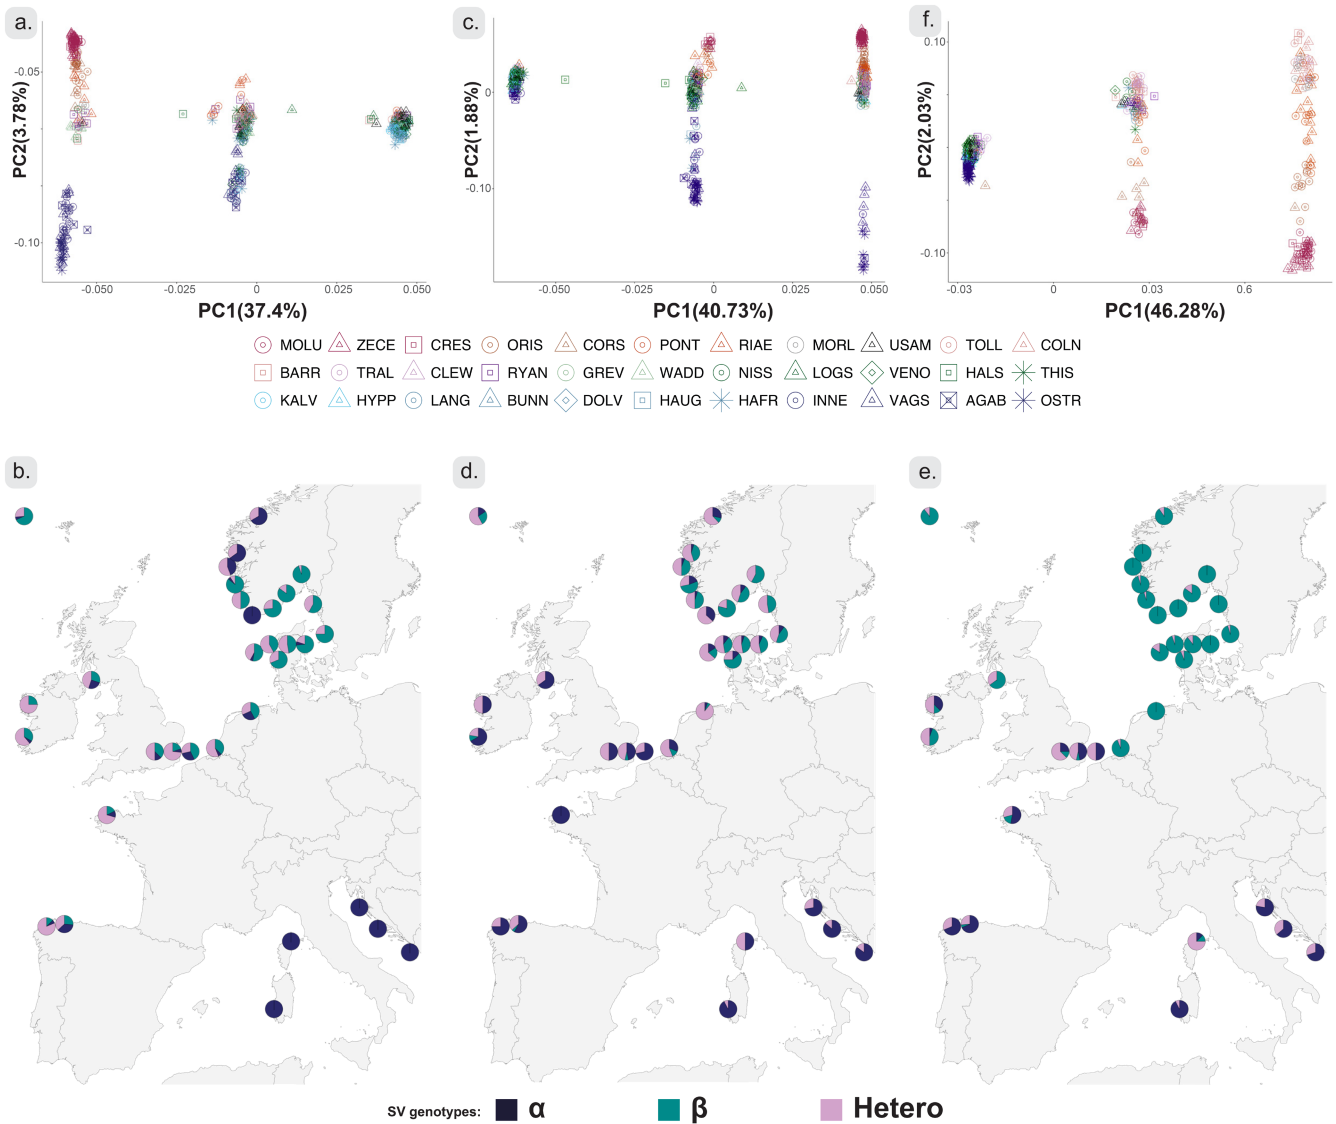 a.
PC2(3.78%)
-0.05
-0.10
-0.050
-0.025
0
0.025
0.050
PC1(37.4%)
c.
PC2(1.88%)
0
-0.10
-0.050
-0.025
0
0.025
0.050
PC1(40.73%)
f.
PC2(2.03%)
0.10
-0.10
-0.03
0
0.03
0.6
PC1(46.28%)
MOLU ZECE CRES ORIS CORS PONT RIAE MORL USAM TOLL COLN
BARR TRAL CLEW RYAN GREV WADD NISS LOGS VENO HALS THIS
KALV HYPP LANG BUNN DOLV HAUG HAFR INNE VAGS AGAB OSTR
b.
d.
e.
SV genotypes: α β Hetero